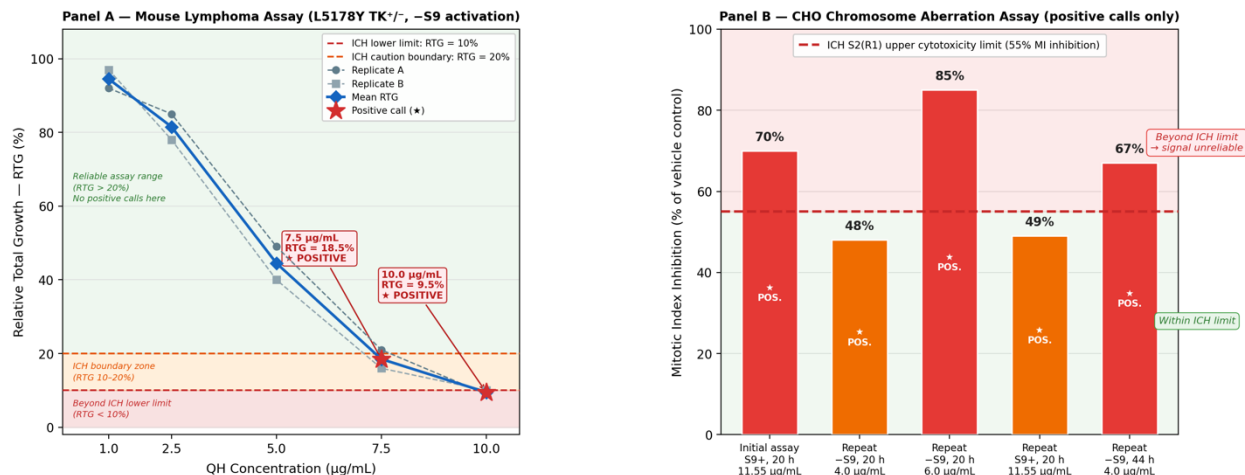 Panel A — Mouse Lymphoma Assay (L5178Y TK⁺/⁻, −S9 activation)
ICH lower limit: RTG = 10%
ICH caution boundary: RTG = 20%
Replicate A
Replicate B
Mean RTG
Positive call (★)
Relative Total Growth — RTG (%)
100
80
60
40
20
0
Reliable assay range
(RTG > 20%)
No positive calls here
7.5 µg/mL
RTG = 18.5%
★ POSITIVE
10.0 µg/mL
RTG = 9.5%
★ POSITIVE
ICH boundary zone
(RTG 10–20%)
Beyond ICH lower limit
(RTG < 10%)
1.0 2.5 5.0 7.5 10.0
QH Concentration (µg/mL)
Panel B — CHO Chromosome Aberration Assay (positive calls only)
ICH S2(R1) upper cytotoxicity limit (55% MI inhibition)
Mitotic Index Inhibition (% of vehicle control)
100
80
60
40
20
0
70%
48%
85%
49%
67%
★
POS.
★
POS.
★
POS.
★
POS.
★
POS.
Beyond ICH limit
→ signal unreliable
Within ICH limit
Initial assay
S9+, 20 h
11.55 µg/mL
Repeat
−S9, 20 h
4.0 µg/mL
Repeat
−S9, 20 h
6.0 µg/mL
Repeat
S9+, 20 h
11.55 µg/mL
Repeat
−S9, 44 h
4.0 µg/mL